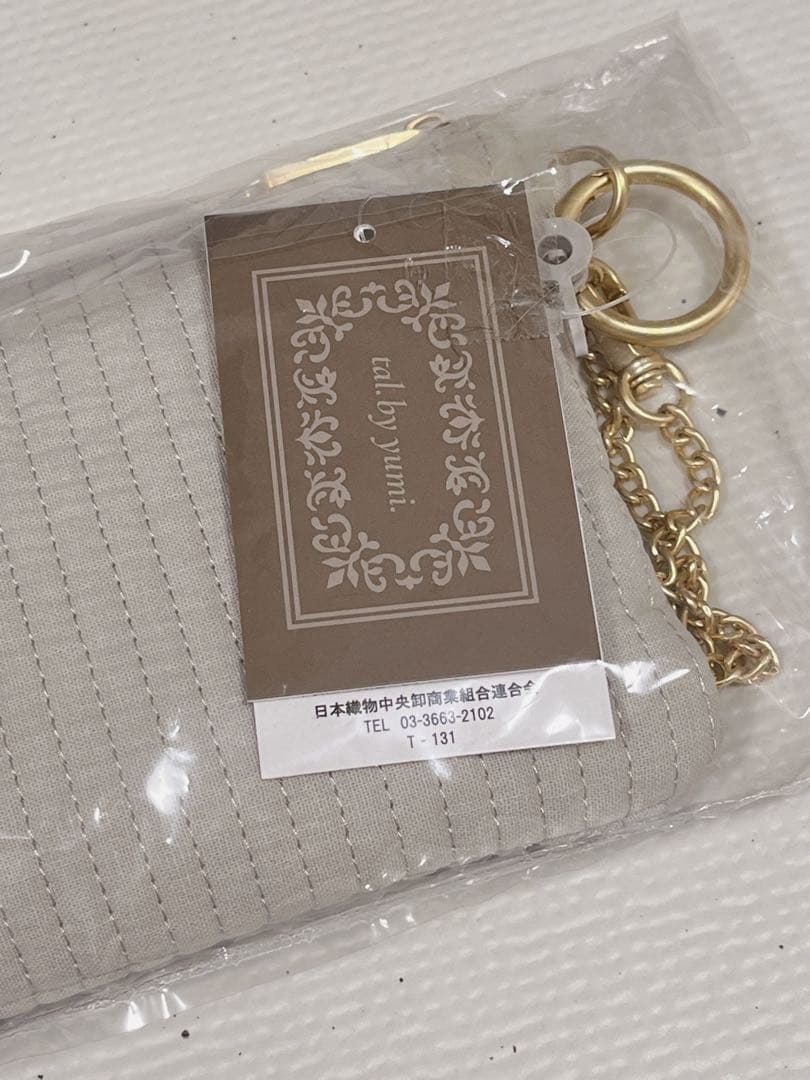 tal.by yumi.
日本織物中央卸商業組合連合会
TEL 03-3663-2102
T-131